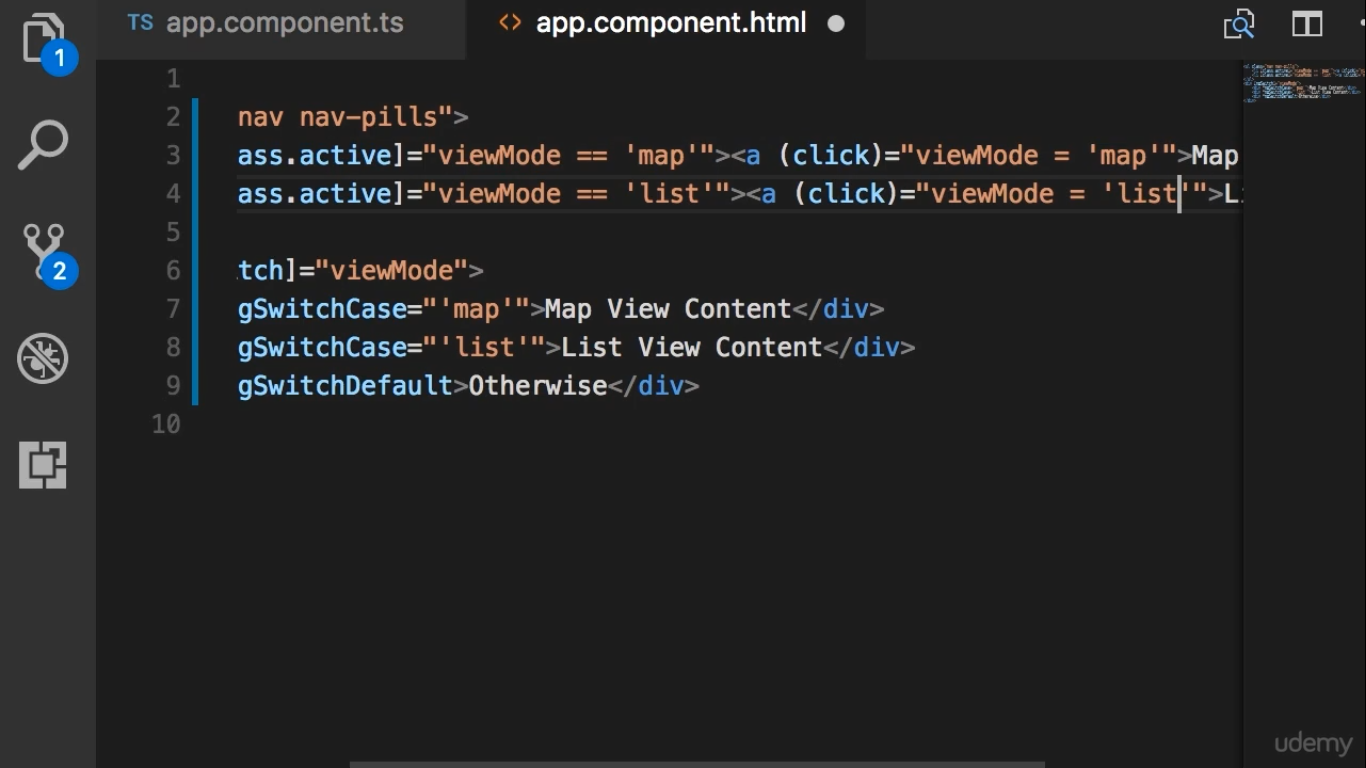 TS app.component.ts
<> app.component.html
1
2
1
2 nav nav-pills">
3 ass.active]="viewMode == 'map'"><a (click)="viewMode = 'map'">Map
4 ass.active]="viewMode == 'list'"><a (click)="viewMode = 'list'">Li
5
6 tch]="viewMode">
7 gSwitchCase="'map'">Map View Content</div>
8 gSwitchCase="'list'">List View Content</div>
9 gSwitchDefault>Otherwise</div>
10
udemy